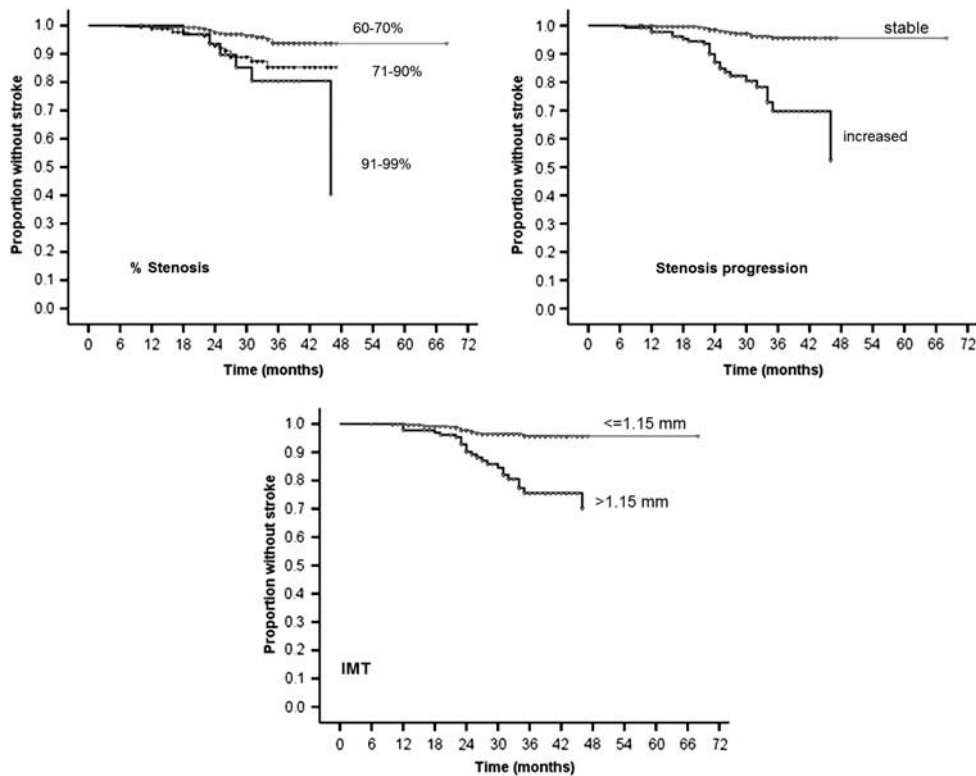 Proportion without stroke
1.0
0.9
0.8
0.7
0.6
0.5
0.4
0.3
0.2
0.1
0.0
60-70%
71-90%
91-99%
% Stenosis
0 6 12 18 24 30 36 42 48 54 60 66 72
Time (months)
Proportion without stroke
1.0
0.9
0.8
0.7
0.6
0.5
0.4
0.3
0.2
0.1
0.0
stable
increased
Stenosis progression
0 6 12 18 24 30 36 42 48 54 60 66 72
Time (months)
Proportion without stroke
1.0
0.9
0.8
0.7
0.6
0.5
0.4
0.3
0.2
0.1
0.0
<=1.15 mm
>1.15 mm
IMT
0 6 12 18 24 30 36 42 48 54 60 66 72
Time (months)